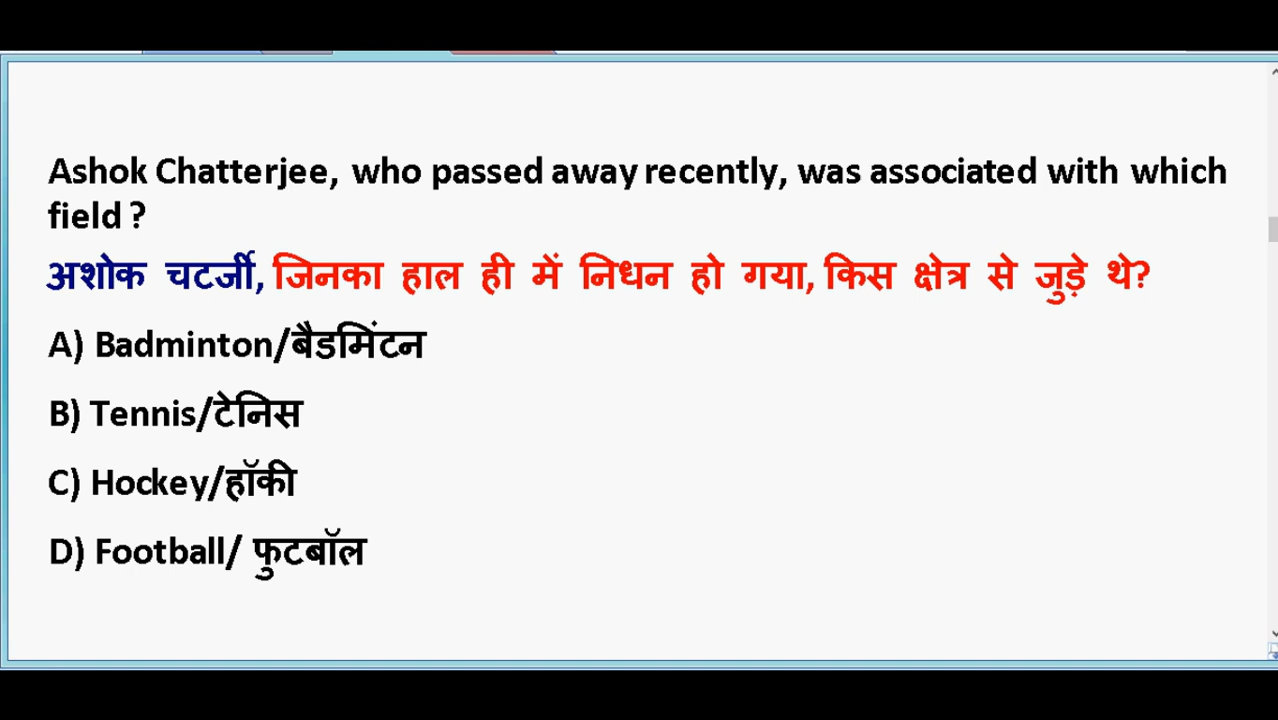 Ashok Chatterjee, who passed away recently, was associated with which
field ?
अशोक चटर्जी, जिनका हाल ही में निधन हो गया, किस क्षेत्र से जुड़े थे?
A) Badminton/बैडमिंटन
B) Tennis/टेनिस
C) Hockey/हॉकी
D) Football/ फुटबॉल